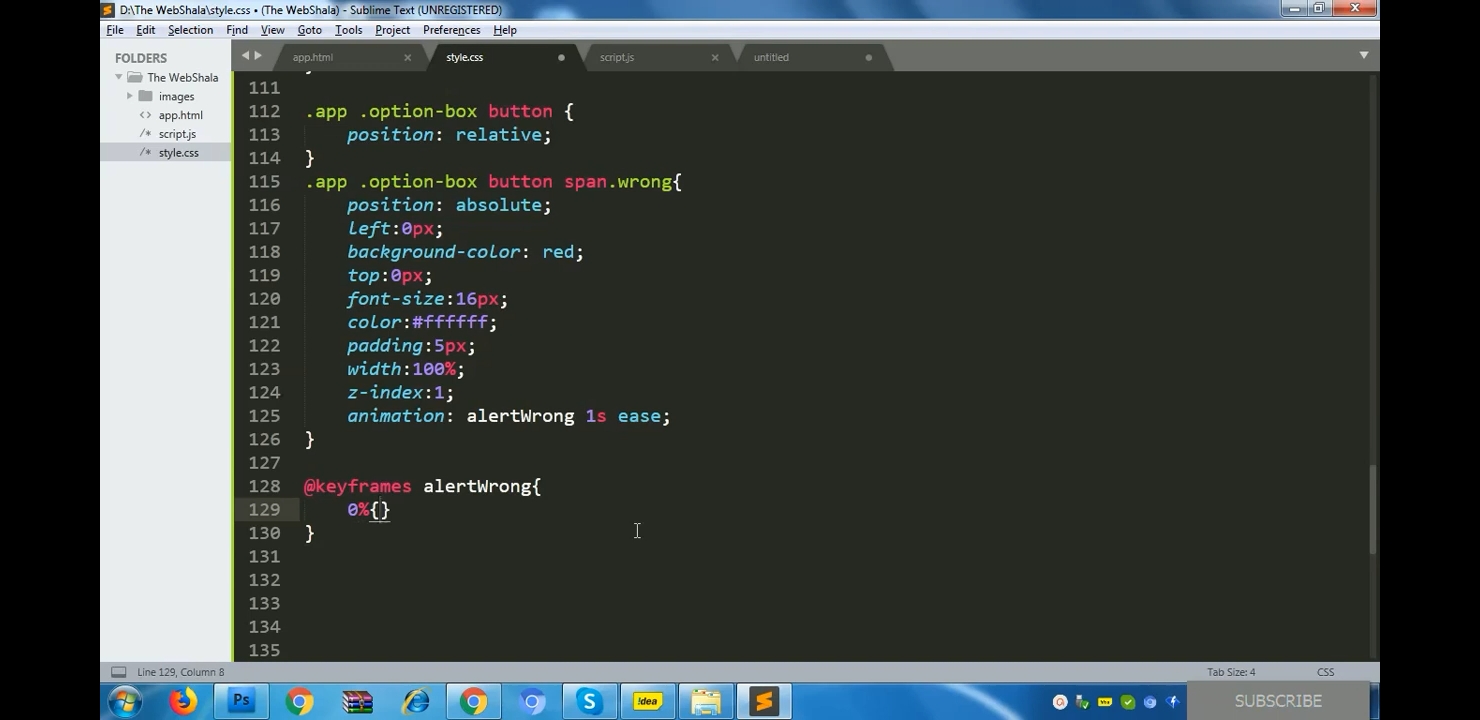 D:\The WebShala\style.css • (The WebShala) - Sublime Text (UNREGISTERED)
File Edit Selection Find View Goto Tools Project Preferences Help
FOLDERS
The WebShala
images
app.html
script.js
style.css
app.html style.css script.js untitled
111
112 .app .option-box button {
113 position: relative;
114 }
115 .app .option-box button span.wrong{
116 position: absolute;
117 left:0px;
118 background-color: red;
119 top:0px;
120 font-size:16px;
121 color:#ffffff;
122 padding:5px;
123 width:100%;
124 z-index:1;
125 animation: alertWrong 1s ease;
126 }
127
128 @keyframes alertWrong{
129 0%{}
130 }
131
132
133
134
135
Line 129, Column 8 Tab Size: 4 CSS
Ps !dea
SUBSCRIBE